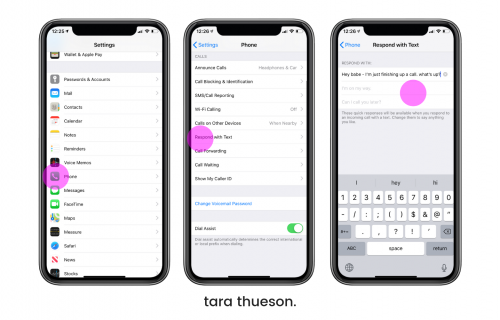 12:25
Settings
Wallet & Apple Pay
Passwords & Accounts
Mail
Contacts
Calendar
Notes
Reminders
Voice Memos
Phone
Messages
FaceTime
Maps
Measure
Safari
News
Stocks
12:26
Settings
Phone
CALLS
Announce Calls
Headphones & Car
Call Blocking & Identification
SMS/Call Reporting
Wi-Fi Calling
Off
Calls on Other Devices
When Nearby
Respond with Text
Call Forwarding
Call Waiting
Show My Caller ID
Change Voicemail Password
Dial Assist
Dial assist automatically determines the correct international
or local prefix when dialing.
12:26
Phone
Respond with Text
RESPOND WITH:
Hey babe - I'm just finishing up a call, what's up?
I'm on my way.
Can I call you later?
These quick responses will be available when you respond to
an incoming call with a text. Change them to say anything
you like.
I
hey
hi
1 2 3 4 5 6 7 8 9 0
- / : ; ( ) $ & @ "
#+= . , ? ! '
ABC
space
return
tara thueson.